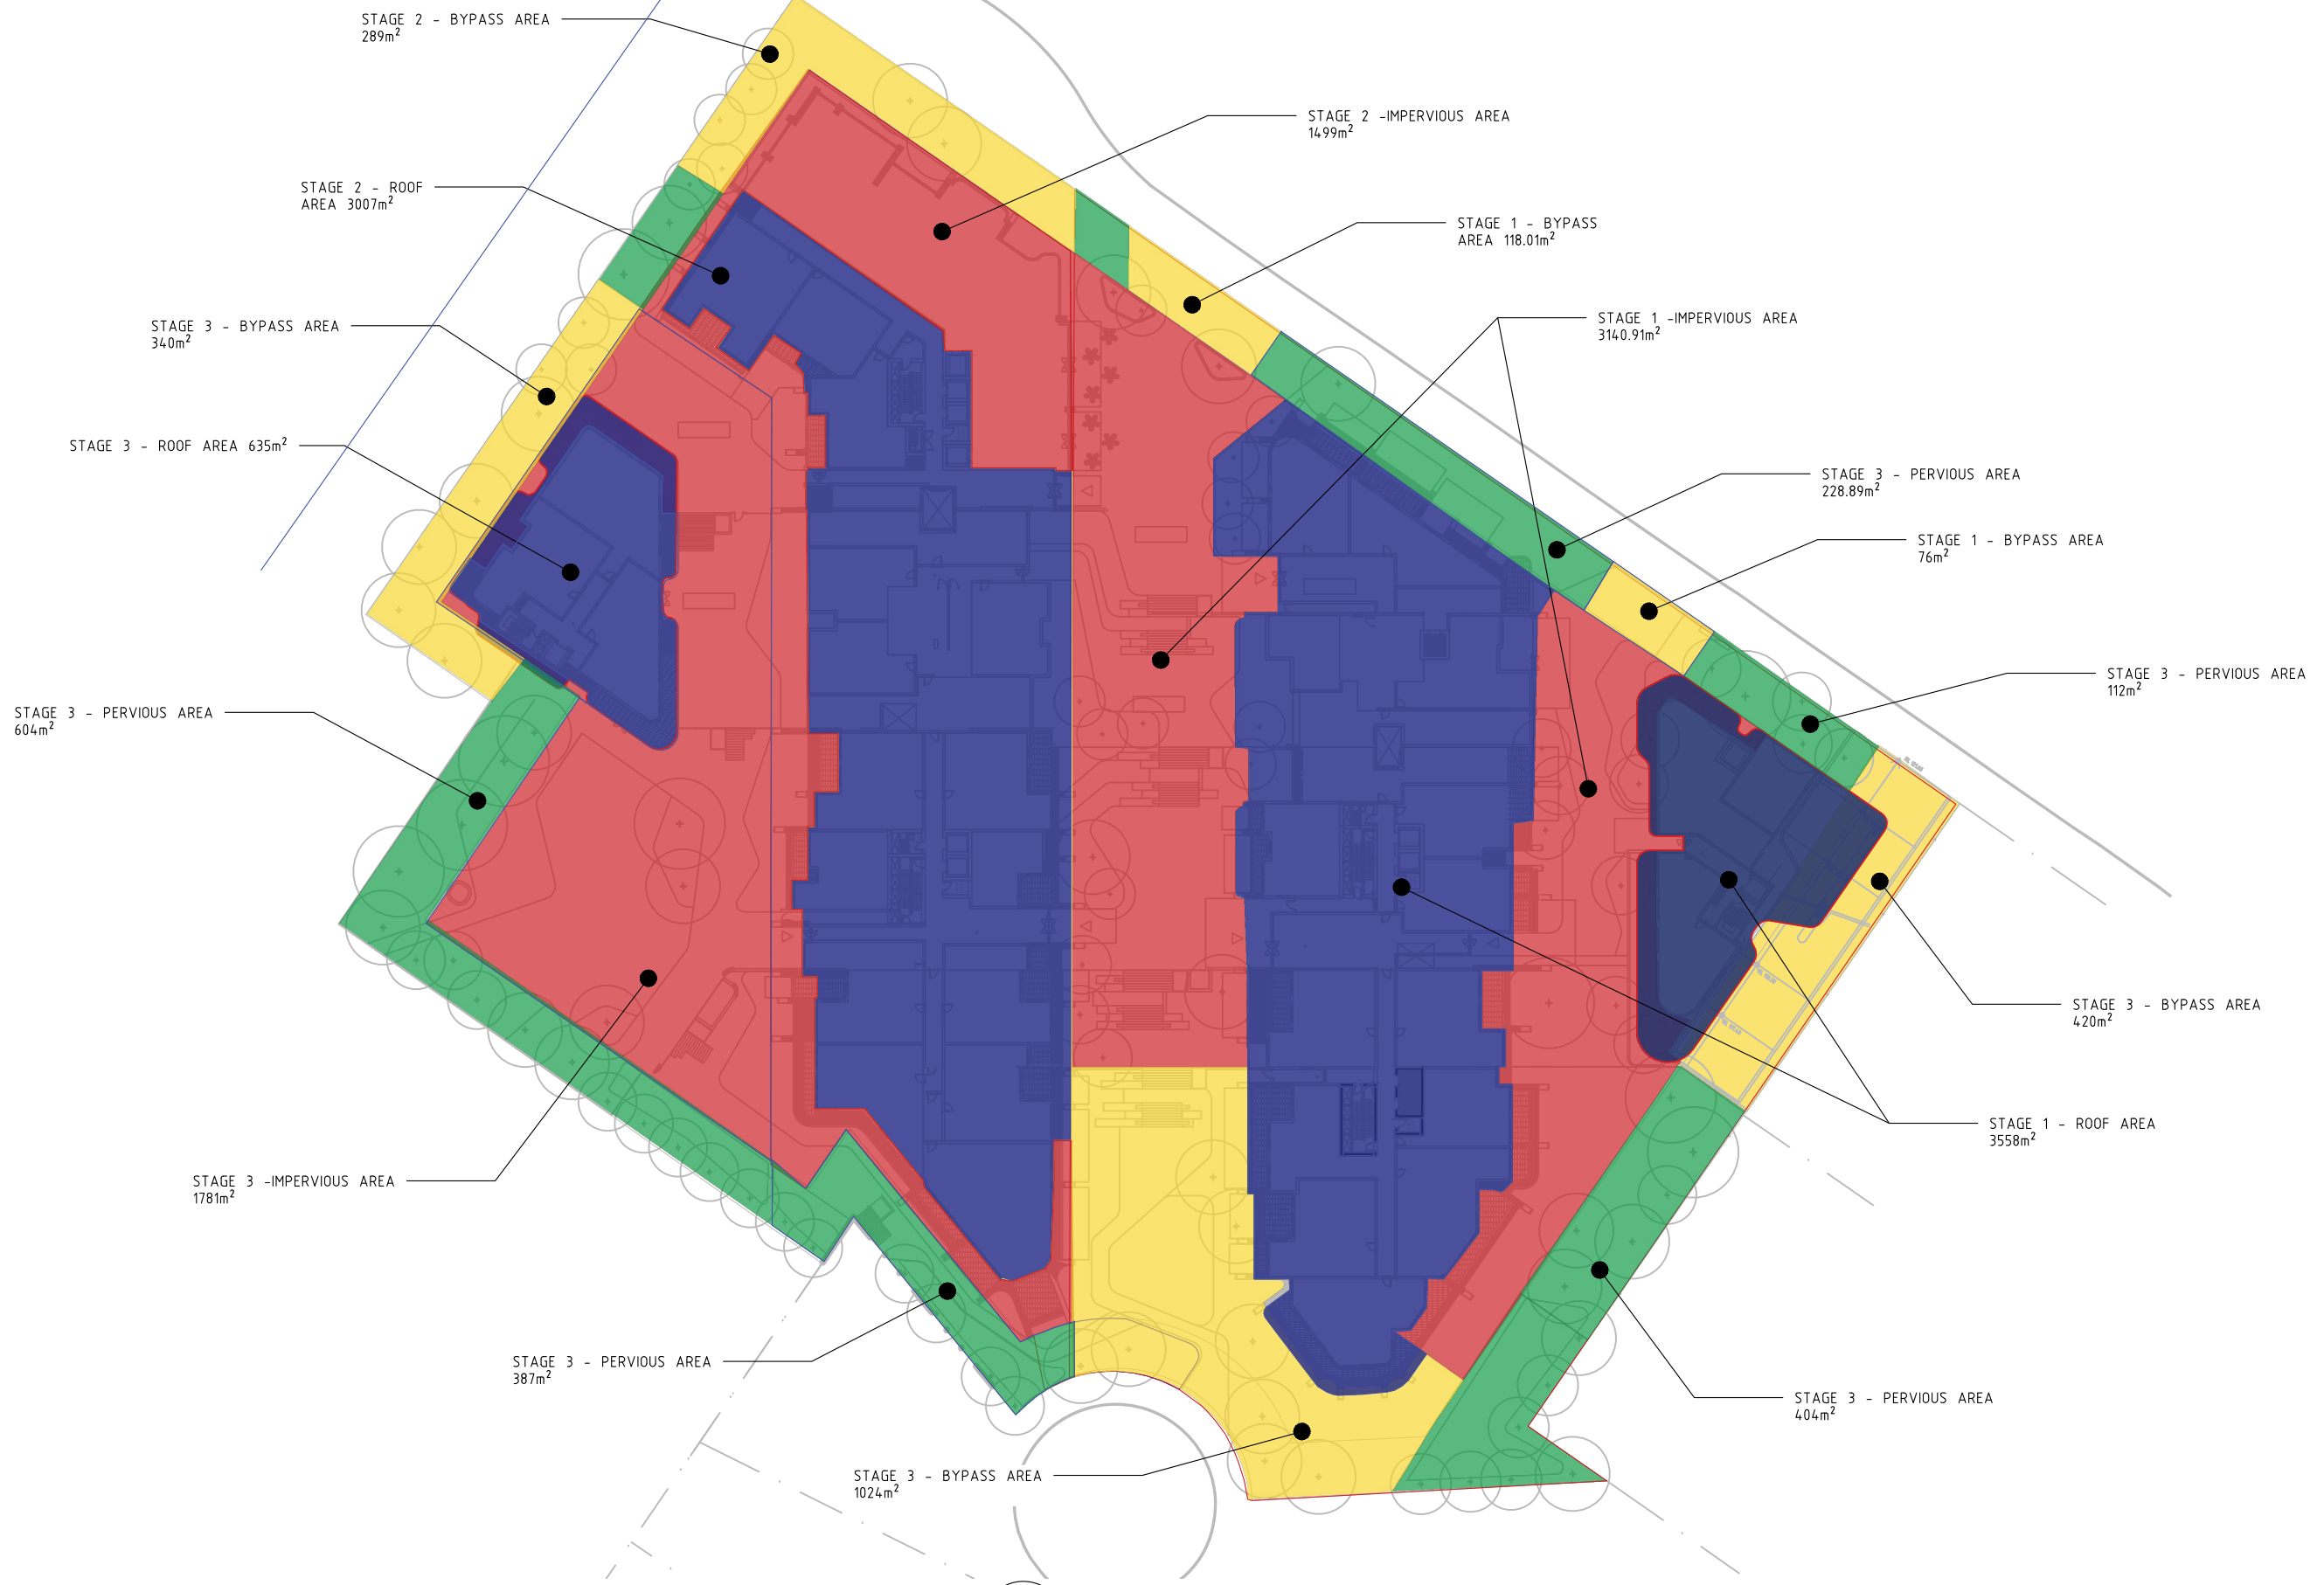 STAGE 2 - BYPASS AREA
289m²
STAGE 2 -IMPERVIOUS AREA
1499m²
STAGE 2 - ROOF
AREA 3007m²
STAGE 1 - BYPASS
AREA 118.01m²
STAGE 3 - BYPASS AREA
340m²
STAGE 1 -IMPERVIOUS AREA
3140.91m²
STAGE 3 - ROOF AREA 635m²
STAGE 3 - PERVIOUS AREA
228.89m²
STAGE 1 - BYPASS AREA
76m²
STAGE 3 - PERVIOUS AREA
112m²
STAGE 3 - PERVIOUS AREA
604m²
STAGE 3 - BYPASS AREA
420m²
STAGE 1 - ROOF AREA
3558m²
STAGE 3 -IMPERVIOUS AREA
1781m²
STAGE 3 - PERVIOUS AREA
387m²
STAGE 3 - PERVIOUS AREA
404m²
STAGE 3 - BYPASS AREA
1024m²